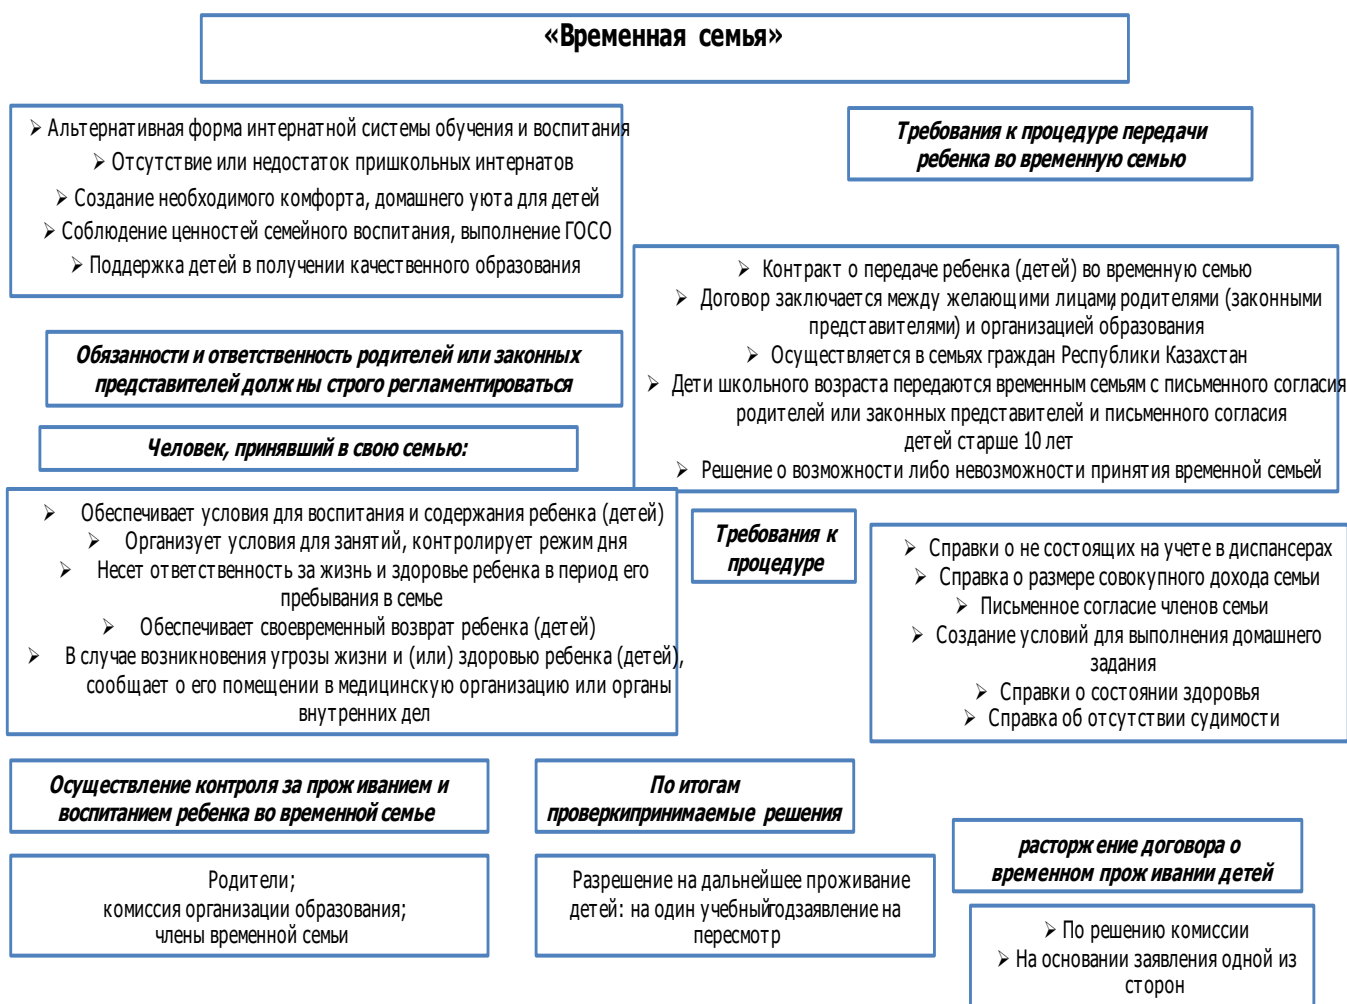 «Временная семья»
➢ Альтернативная форма интернатной системы обучения и воспитания
➢ Отсутствие или недостаток пришкольных интернатов
➢ Создание необходимого комфорта, домашнего уюта для детей
➢ Соблюдение ценностей семейного воспитания, выполнение ГОСО
➢ Поддержка детей в получении качественного образования
Требования к процедуре передачи
ребенка во временную семью
➢ Контракт о передаче ребенка (детей) во временную семью
➢ Договор заключается между желающими лицами, родителями (законными
представителями) и организацией образования
➢ Осуществляется в семьях граждан Республики Казахстан
➢ Дети школьного возраста передаются временным семьям с письменного согласия
родителей или законных представителей и письменного согласия
детей старше 10 лет
➢ Решение о возможности либо невозможности принятия временной семьей
Обязанности и ответственность родителей или законных
представителей должны строго регламентироваться
Человек, принявший в свою семью:
➢ Обеспечивает условия для воспитания и содержания ребенка (детей)
➢ Организует условия для занятий, контролирует режим дня
➢ Несет ответственность за жизнь и здоровье ребенка в период его
пребывания в семье
➢ Обеспечивает своевременный возврат ребенка (детей)
➢ В случае возникновения угрозы жизни и (или) здоровью ребенка (детей),
сообщает о его помещении в медицинскую организацию или органы
внутренних дел
Требования к
процедуре
➢ Справки о не состоящих на учете в диспансерах
➢ Справка о размере совокупного дохода семьи
➢ Письменное согласие членов семьи
➢ Создание условий для выполнения домашнего
задания
➢ Справки о состоянии здоровья
➢ Справка об отсутствии судимости
Осуществление контроля за проживанием и
воспитанием ребенка во временной семье
Родители;
комиссия организации образования;
члены временной семьи
По итогам
проверкипринимаемые решения
Разрешение на дальнейшее проживание
детей: на один учебныйгодзаявление на
пересмотр
расторжение договора о
временном проживании детей
➢ По решению комиссии
➢ На основании заявления одной из
сторон